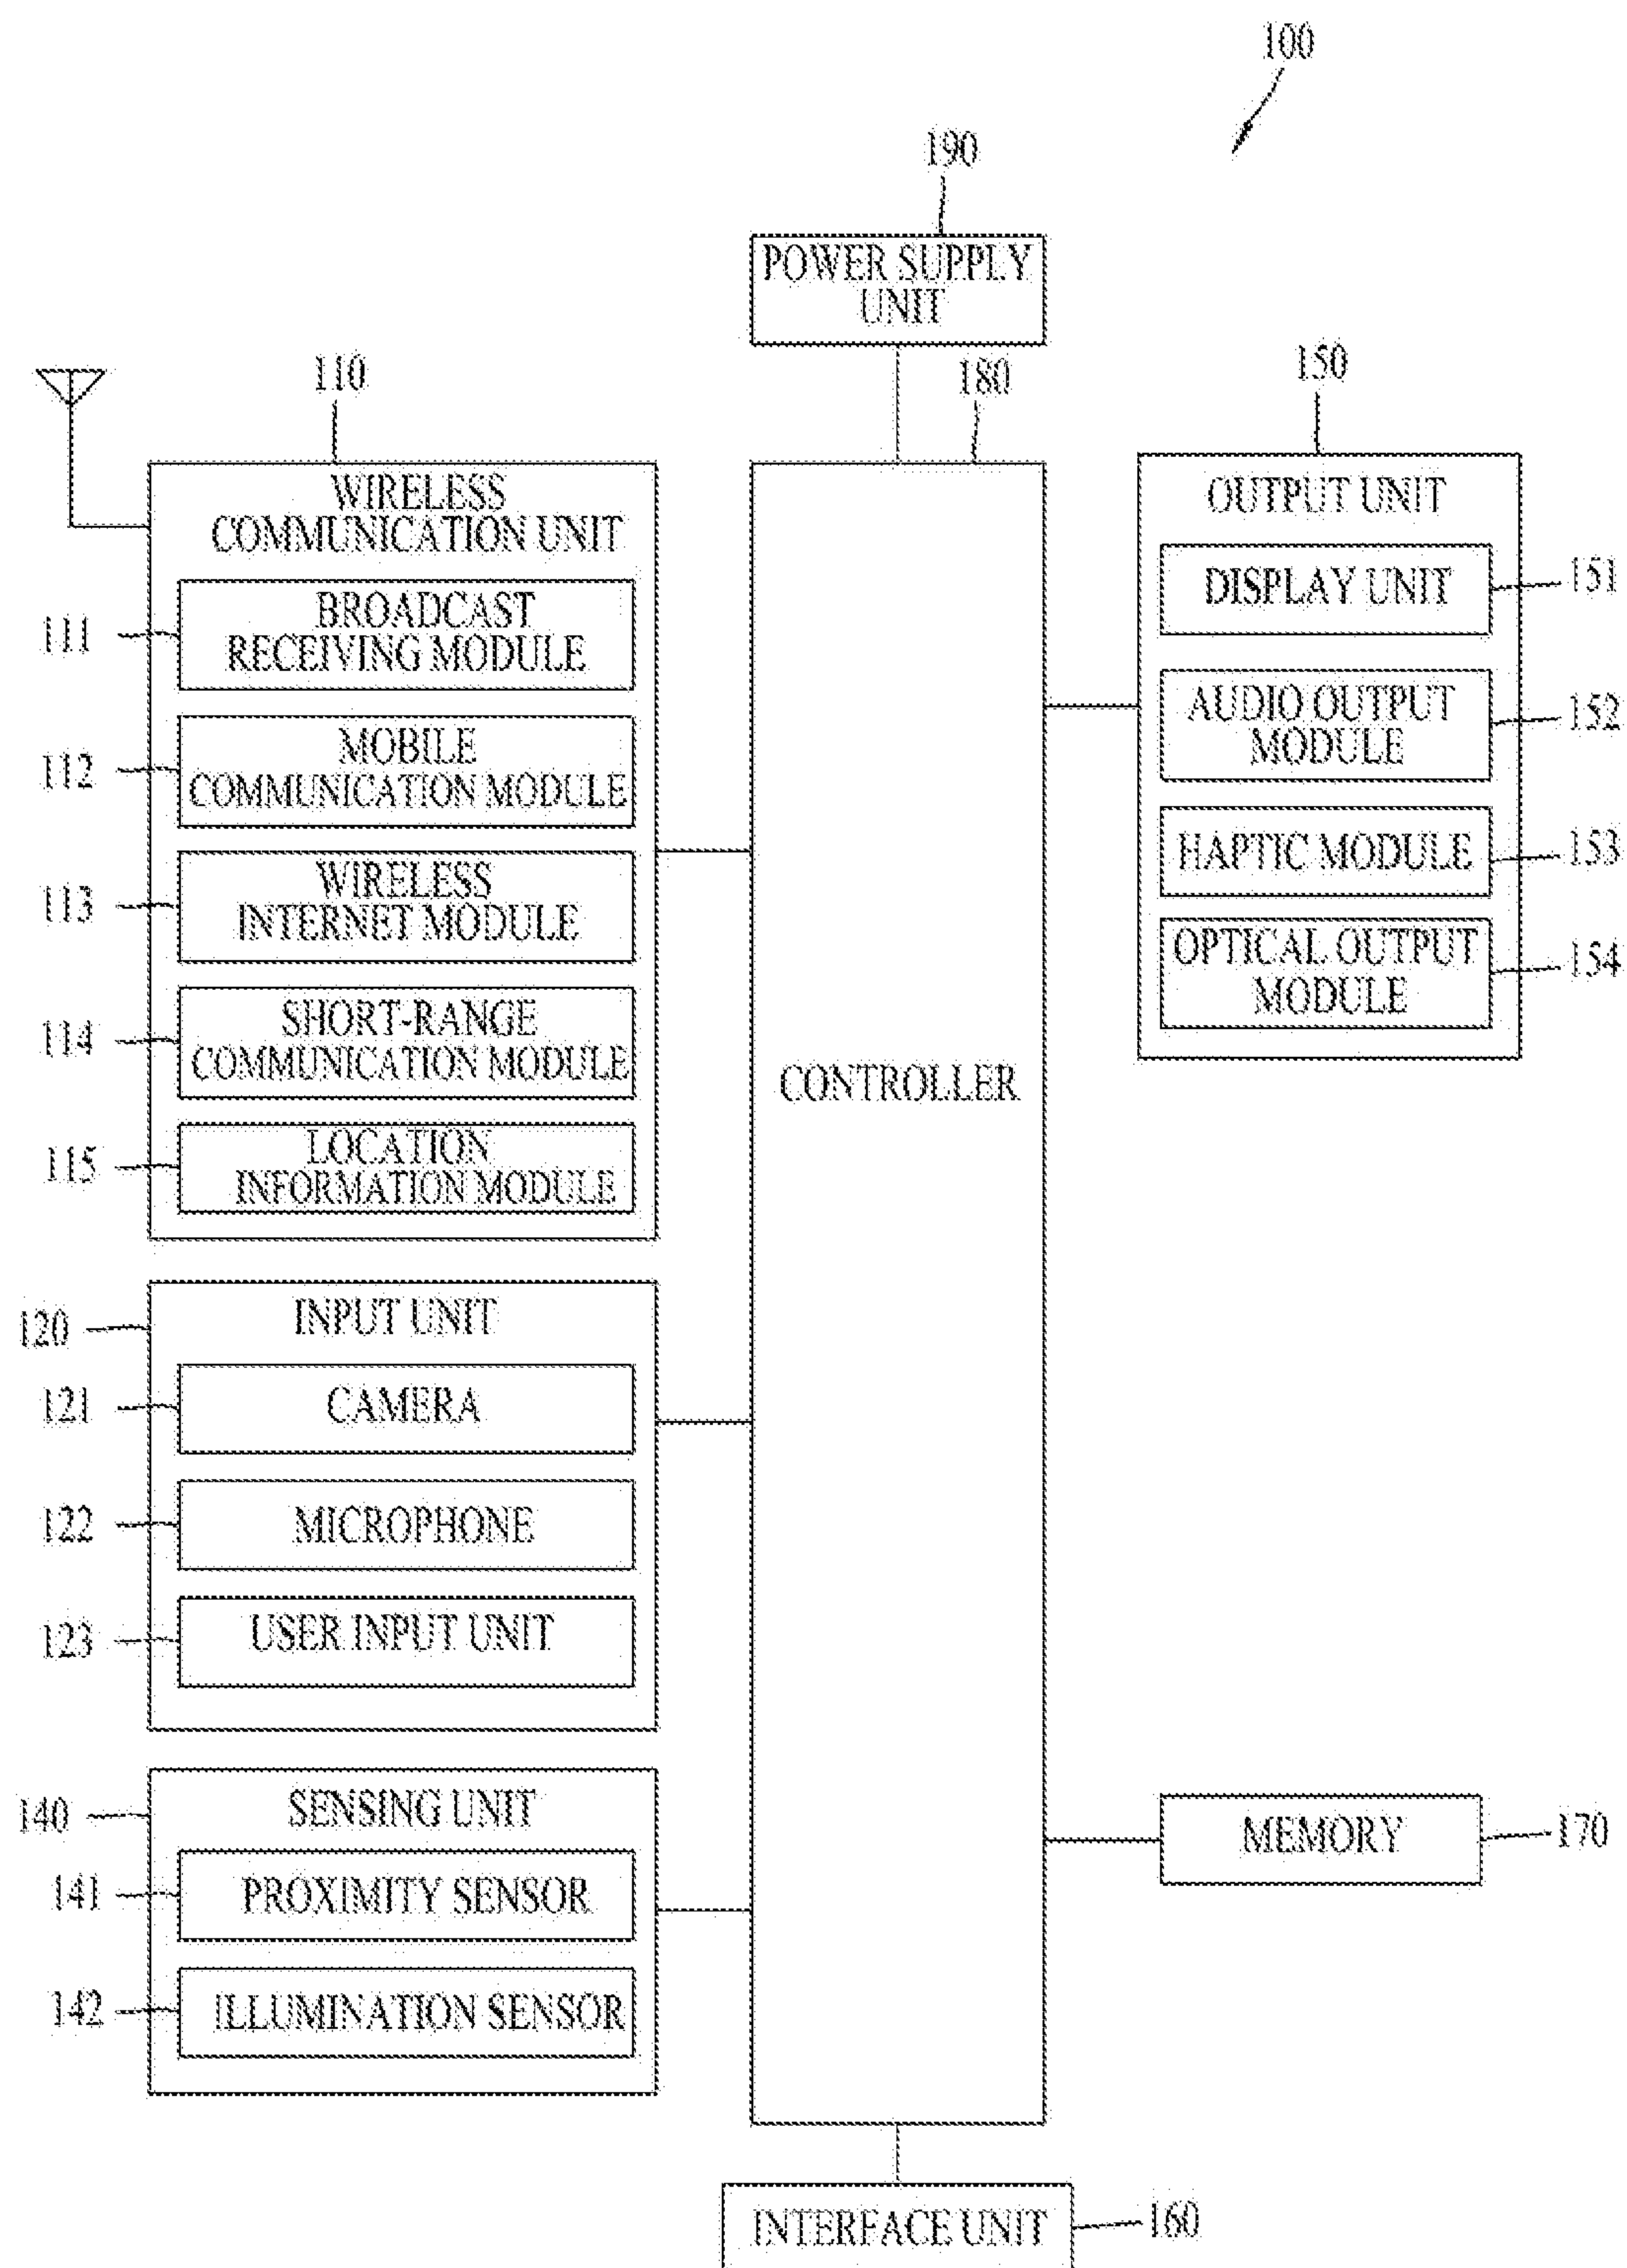 100
190
POWER SUPPLY
UNIT
110
180
150
WIRELESS
COMMUNICATION UNIT
OUTPUT UNIT
111
BROADCAST
RECEIVING MODULE
112
MOBILE
COMMUNICATION MODULE
113
WIRELESS
INTERNET MODULE
114
SHORT-RANGE
COMMUNICATION MODULE
115
LOCATION
INFORMATION MODULE
120
INPUT UNIT
121
CAMERA
122
MICROPHONE
123
USER INPUT UNIT
140
SENSING UNIT
141
PROXIMITY SENSOR
142
ILLUMINATION SENSOR
CONTROLLER
DISPLAY UNIT
151
AUDIO OUTPUT
MODULE
152
HAPTIC MODULE
153
OPTICAL OUTPUT
MODULE
154
MEMORY
170
INTERFACE UNIT
160